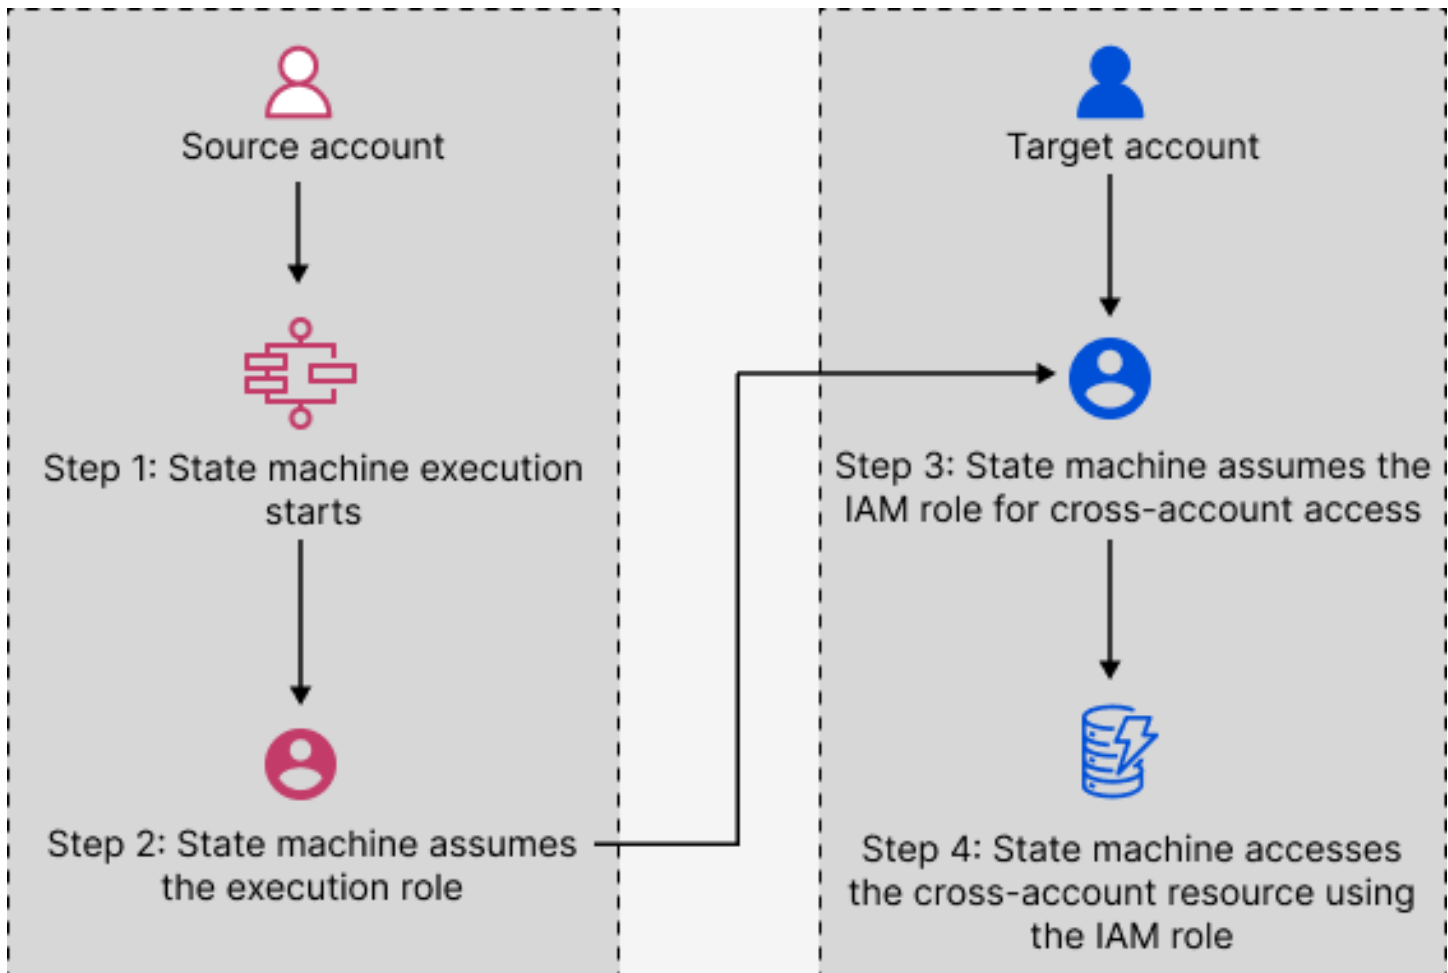 Source account
Step 1: State machine execution
starts
Step 2: State machine assumes
the execution role
Target account
Step 3: State machine assumes the
IAM role for cross-account access
Step 4: State machine accesses
the cross-account resource using
the IAM role